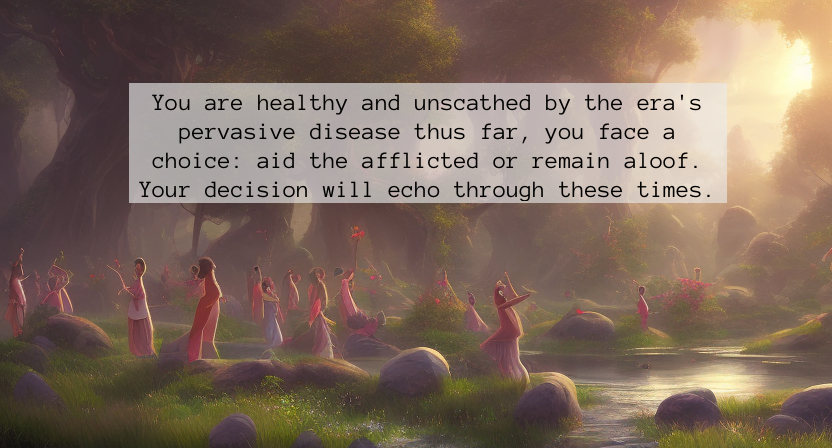 You are healthy and unscathed by the era's
pervasive disease thus far, you face a
choice: aid the afflicted or remain aloof.
Your decision will echo through these times.